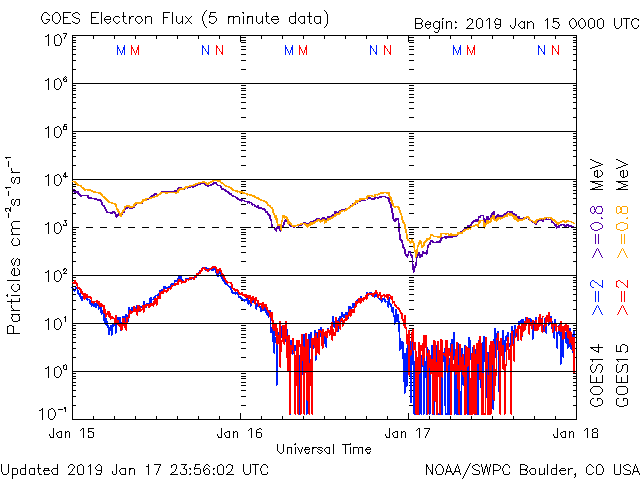 GOES Electron Flux (5 minute data)
Begin: 2019 Jan 15 0000 UTC
M M N N M M N N M M N N
10⁷
10⁶
10⁵
10⁴
10³
10²
10¹
10⁰
10⁻¹
Particles cm⁻²s⁻¹sr⁻¹
Jan 15 Jan 16 Jan 17 Jan 18
Universal Time
GOES14 >=2 >=0.8 MeV
GOES15 >=2 >=0.8 MeV
Updated 2019 Jan 17 23:56:02 UTC
NOAA/SWPC Boulder, CO USA